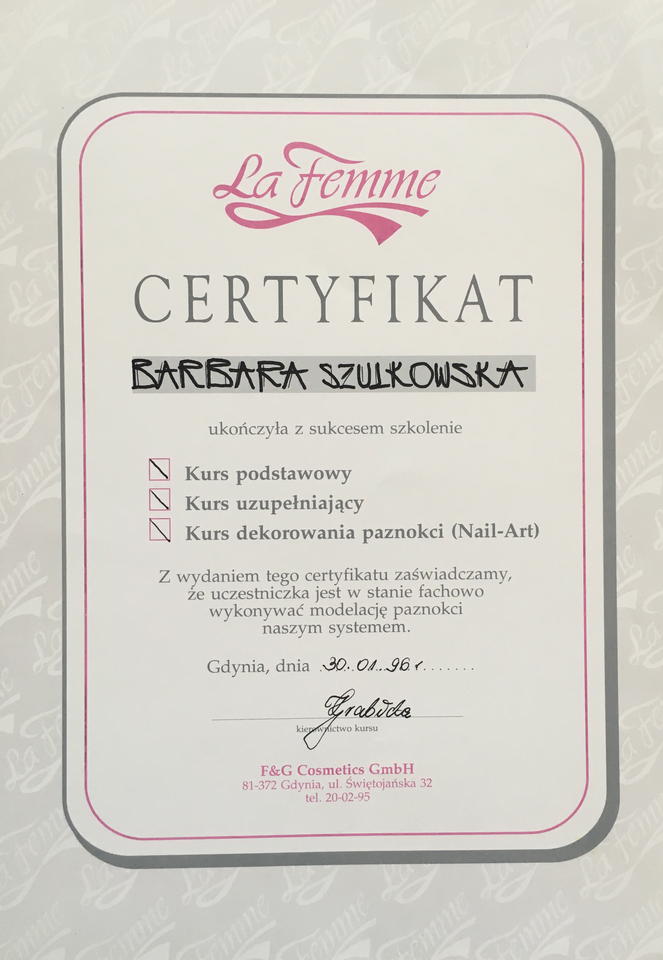 La Femme
CERTYFIKAT
BARBARA SZULKOWSKA
ukończyła z sukcesem szkolenie
Kurs podstawowy
Kurs uzupełniający
Kurs dekorowania paznokci (Nail-Art)
Z wydaniem tego certyfikatu zaświadczamy,
że uczestniczka jest w stanie fachowo
wykonywać modelację paznokci
naszym systemem.
Gdynia, dnia .30..01..96 r.......
kierownictwo kursu
F&G Cosmetics GmbH
81-372 Gdynia, ul. Świętojańska 32
tel. 20-02-95